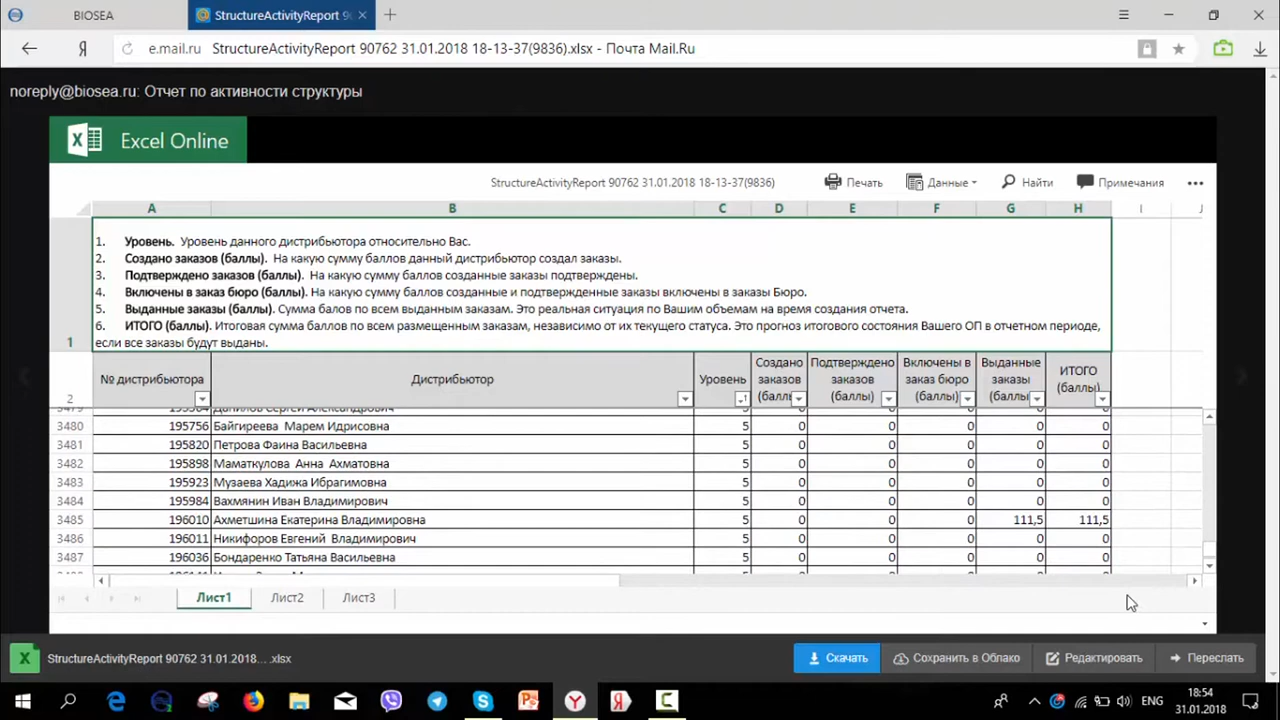 BIOSEA
StructureActivityReport 90
e.mail.ru StructureActivityReport 90762 31.01.2018 18-13-37(9836).xlsx - Почта Mail.Ru
noreply@biosea.ru: Отчет по активности структуры
Excel Online
StructureActivityReport 90762 31.01.2018 18-13-37(9836)
Печать Данные Найти Примечания
A B C D E F G H I J
1. Уровень. Уровень данного дистрибьютора относительно Вас.
2. Создано заказов (баллы). На какую сумму баллов данный дистрибьютор создал заказы.
3. Подтверждено заказов (баллы). На какую сумму баллов созданные заказы подтверждены.
4. Включены в заказ бюро (баллы). На какую сумму баллов созданные и подтвержденные заказы включены в заказы Бюро.
5. Выданные заказы (баллы). Сумма балов по всем выданным заказам. Это реальная ситуация по Вашим объемам на время создания отчета.
6. ИТОГО (баллы). Итоговая сумма баллов по всем размещенным заказам, независимо от их текущего статуса. Это прогноз итогового состояния Вашего ОП в отчетном периоде,
1 если все заказы будут выданы.
2 № дистрибьютора Дистрибьютор Уровень Создано заказов (баллы Подтверждено заказов (баллы) Включены в заказ бюро (баллы) Выданные заказы (баллы ИТОГО (баллы)
3480 195756 Байгиреева Марем Идрисовна 5 0 0 0 0 0
3481 195820 Петрова Фаина Васильевна 5 0 0 0 0 0
3482 195898 Маматкулова Анна Ахматовна 5 0 0 0 0 0
3483 195923 Музаева Хадижа Ибрагимовна 5 0 0 0 0 0
3484 195984 Вахмянин Иван Владимирович 5 0 0 0 0 0
3485 196010 Ахметшина Екатерина Владимировна 5 0 0 0 111,5 111,5
3486 196011 Никифоров Евгений Владимирович 5 0 0 0 0 0
3487 196036 Бондаренко Татьяна Васильевна 5 0 0 0 0 0
Лист1 Лист2 Лист3
StructureActivityReport 90762 31.01.2018... .xlsx
Скачать Сохранить в Облако Редактировать Переслать
ENG
18:54
31.01.2018